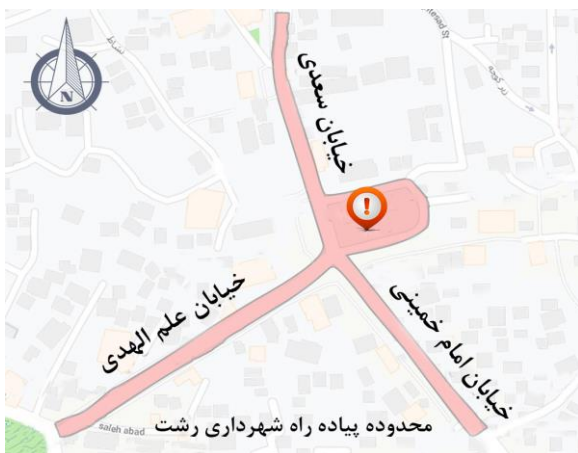 N
خیابان سعدی
خیابان علم الهدی
خیابان امام خمینی
saleh abad
محدوده پیاده راه شهرداری رشت